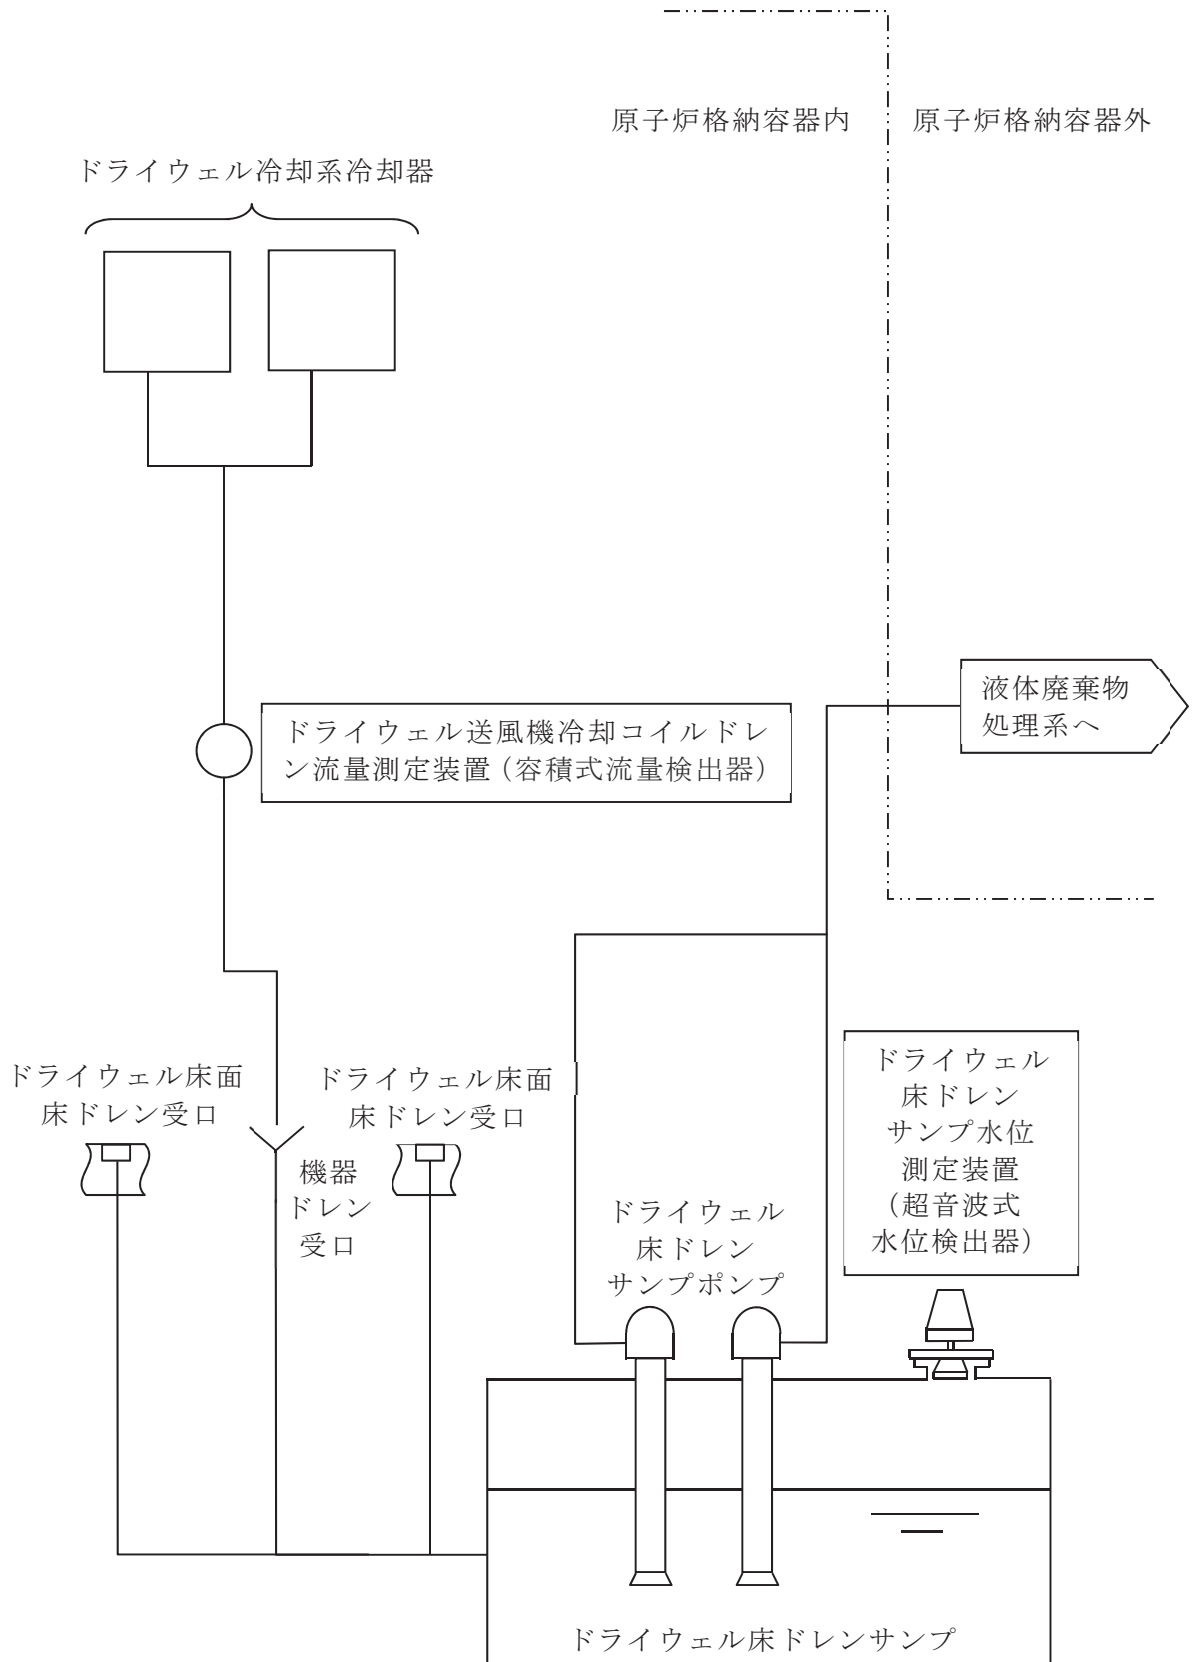 原子炉格納容器内
原子炉格納容器外
ドライウェル冷却系冷却器
液体廃棄物
処理系へ
ドライウェル送風機冷却コイルドレ
ン流量測定装置（容積式流量検出器）
ドライウェル床面
床ドレン受口
ドライウェル床面
床ドレン受口
機器
ドレン
受口
ドライウェル
床ドレン
サンプポンプ
ドライウェル
床ドレン
サンプ水位
測定装置
（超音波式
水位検出器）
ドライウェル床ドレンサンプ